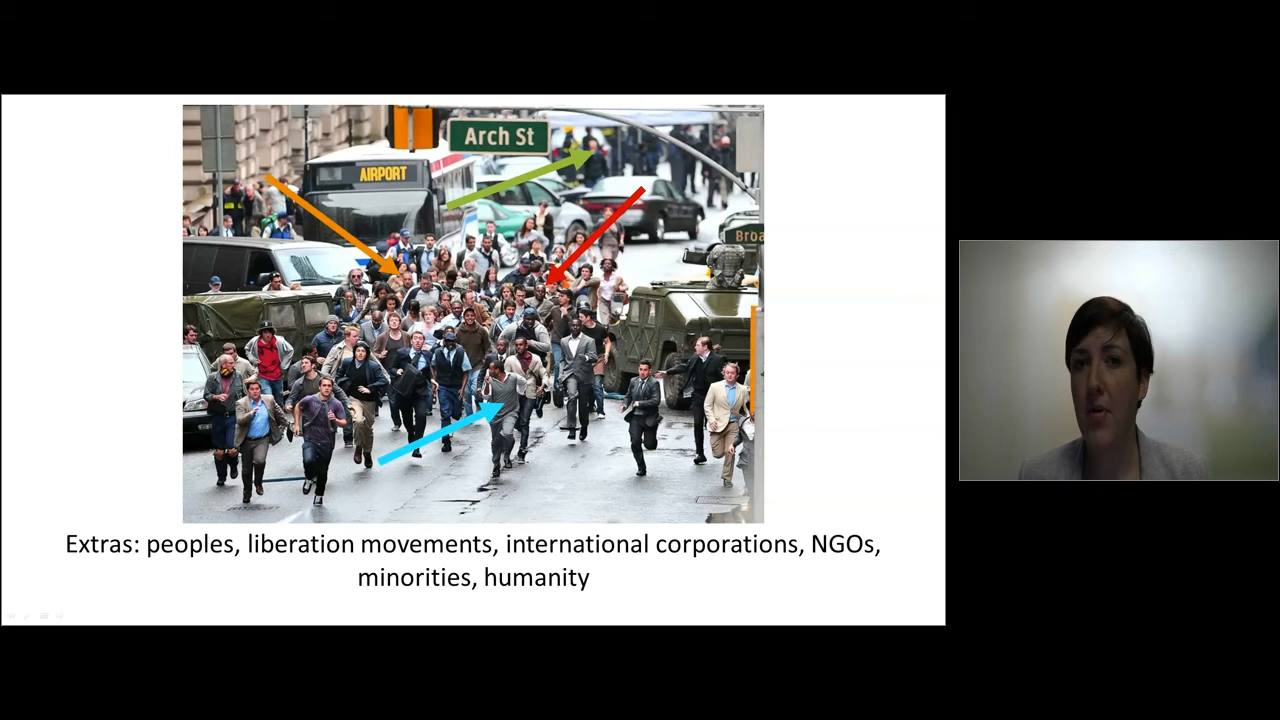 Arch St
AIRPORT
Broa
Extras: peoples, liberation movements, international corporations, NGOs,
minorities, humanity